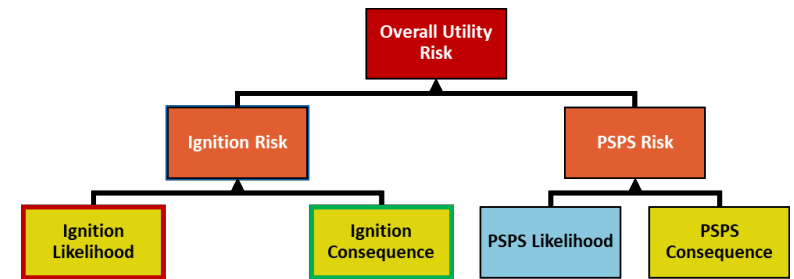 Overall Utility
Risk
Ignition Risk
PSPS Risk
Ignition
Likelihood
Ignition
Consequence
PSPS Likelihood
PSPS
Consequence